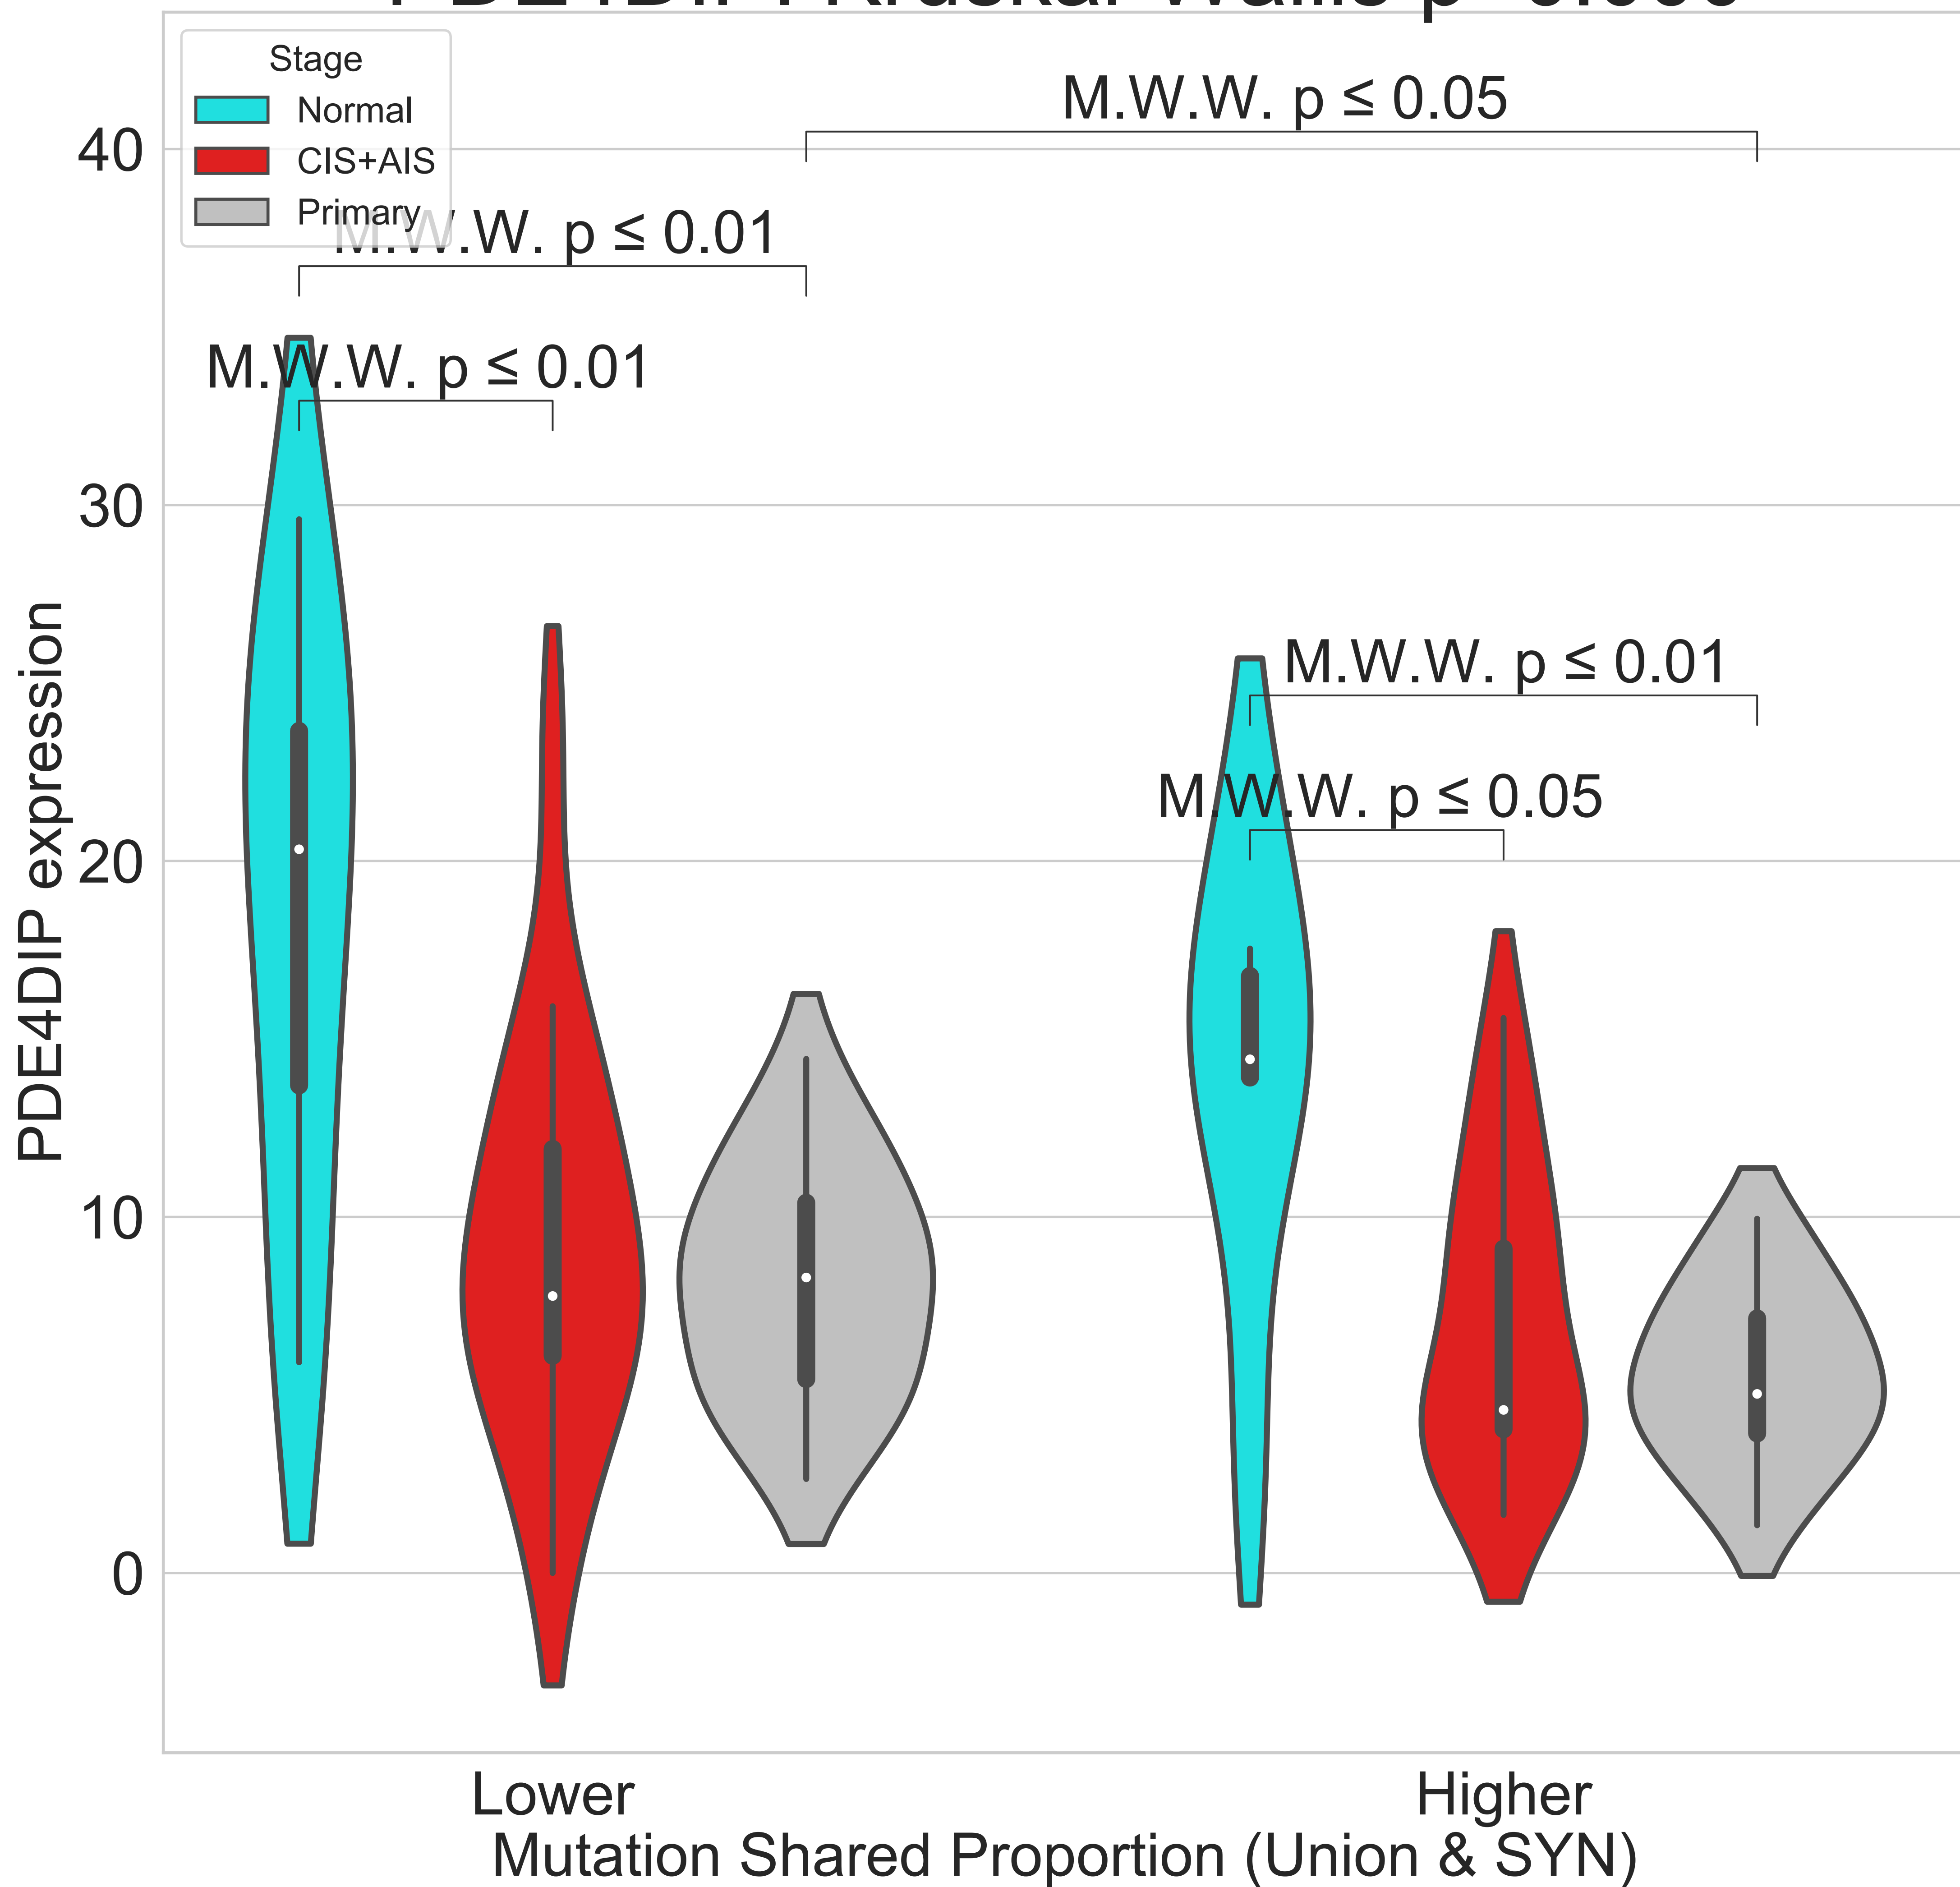 Stage
Normal
CIS+AIS
Primary
M.W.W. p ≤ 0.05
40
M.W.W. p ≤ 0.01
M.W.W. p ≤ 0.01
30
M.W.W. p ≤ 0.01
M.W.W. p ≤ 0.05
20
PDE4DIP expression
10
0
Lower
Higher
Mutation Shared Proportion (Union & SYN)